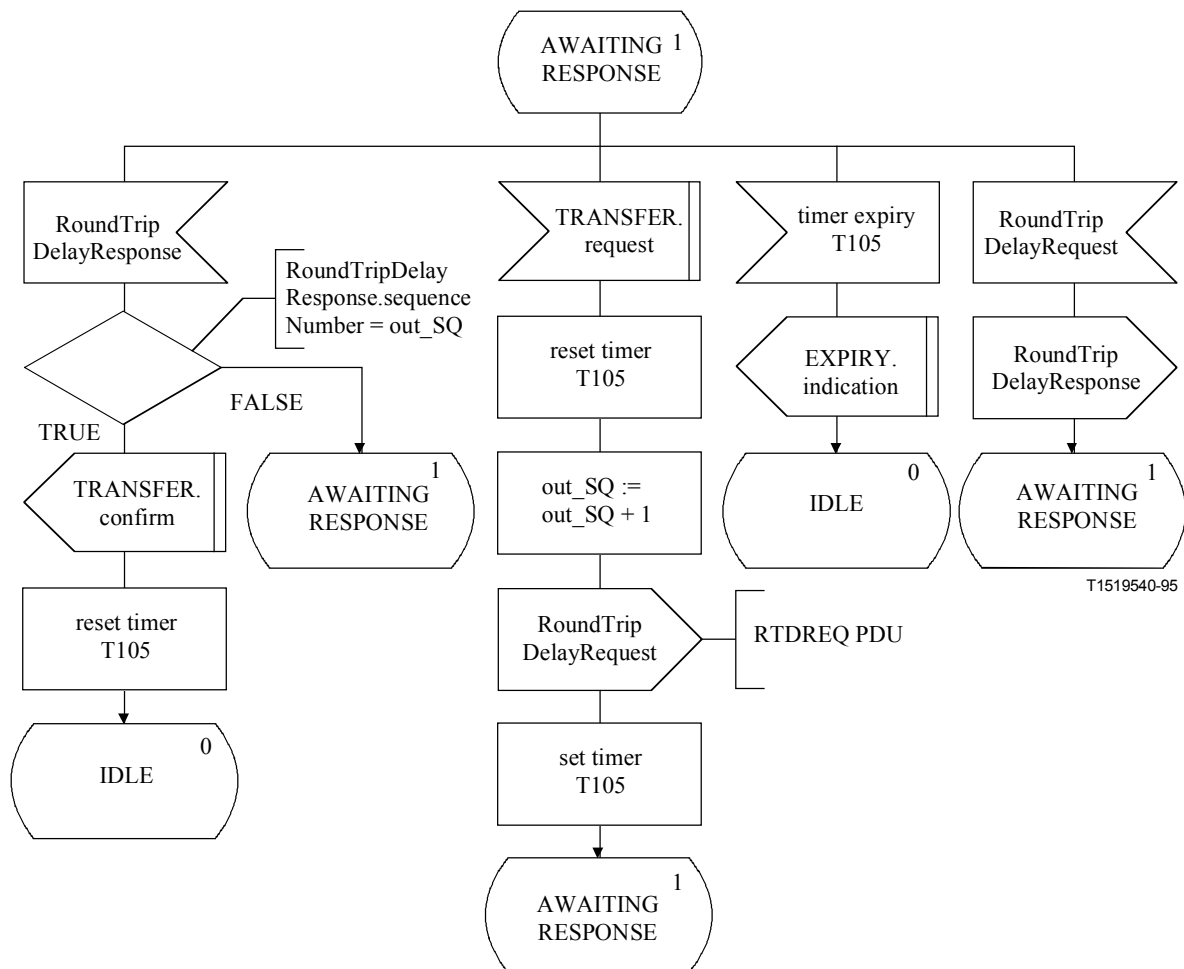 AWAITING 1
RESPONSE
RoundTrip
DelayResponse
RoundTripDelay
Response.sequence
Number = out_SQ
FALSE
TRUE
TRANSFER.
confirm
reset timer
T105
0
IDLE
1
AWAITING
RESPONSE
TRANSFER.
request
reset timer
T105
out_SQ :=
out_SQ + 1
RoundTrip
DelayRequest
RTDREQ PDU
set timer
T105
1
AWAITING
RESPONSE
timer expiry
T105
EXPIRY.
indication
0
IDLE
RoundTrip
DelayRequest
RoundTrip
DelayResponse
1
AWAITING
RESPONSE
T1519540-95